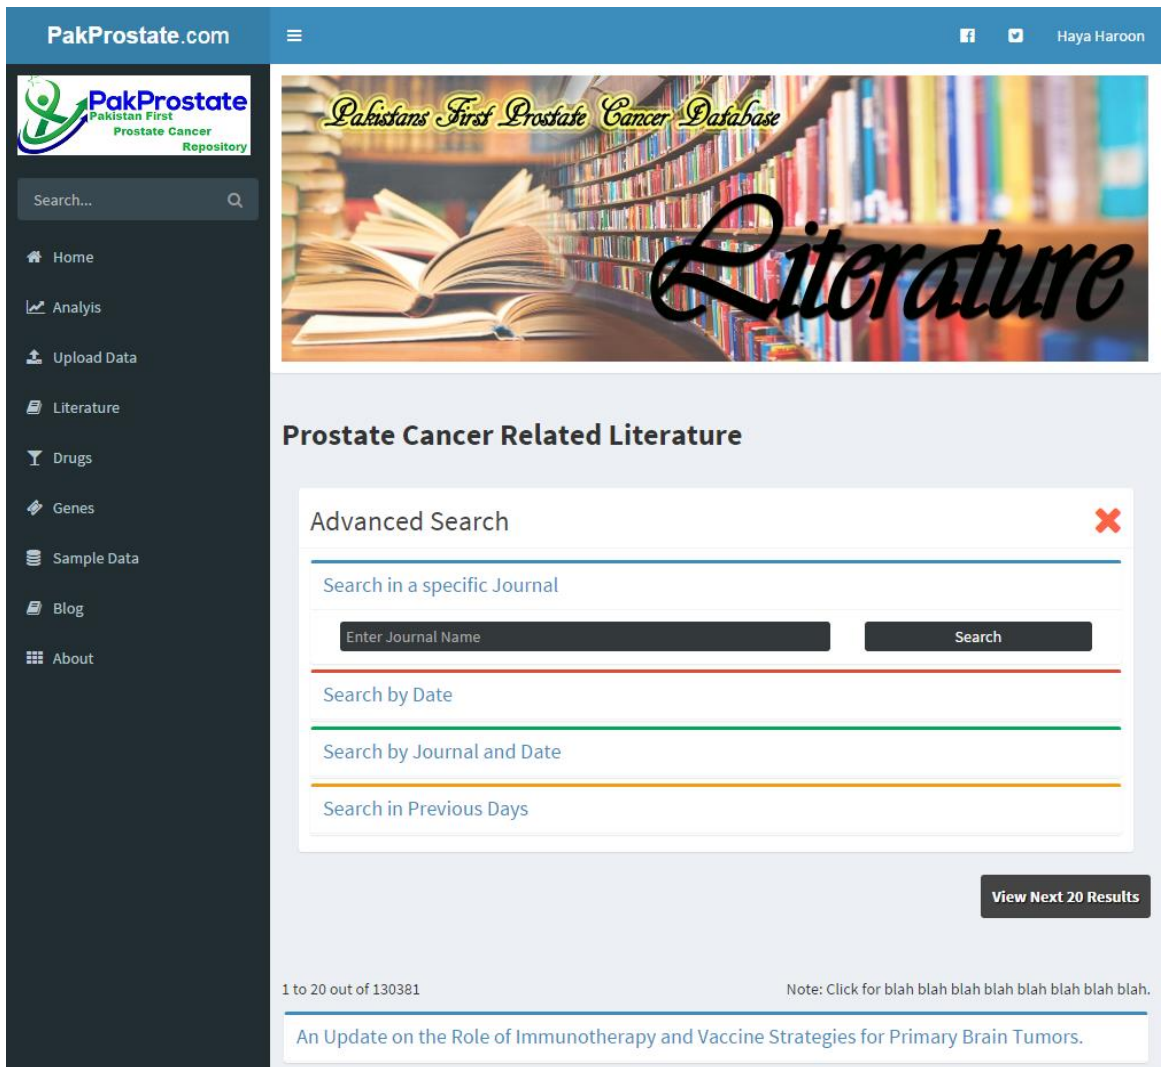 PakProstate.com
Haya Haroon
PakProstate
Pakistan First
Prostate Cancer
Repository
Search...
Home
Analyis
Upload Data
Literature
Drugs
Genes
Sample Data
Blog
About
Pakistans First Prostate Cancer Database
Literature
Prostate Cancer Related Literature
Advanced Search
Search in a specific Journal
Enter Journal Name
Search
Search by Date
Search by Journal and Date
Search in Previous Days
View Next 20 Results
1 to 20 out of 130381
Note: Click for blah blah blah blah blah blah blah blah.
An Update on the Role of Immunotherapy and Vaccine Strategies for Primary Brain Tumors.